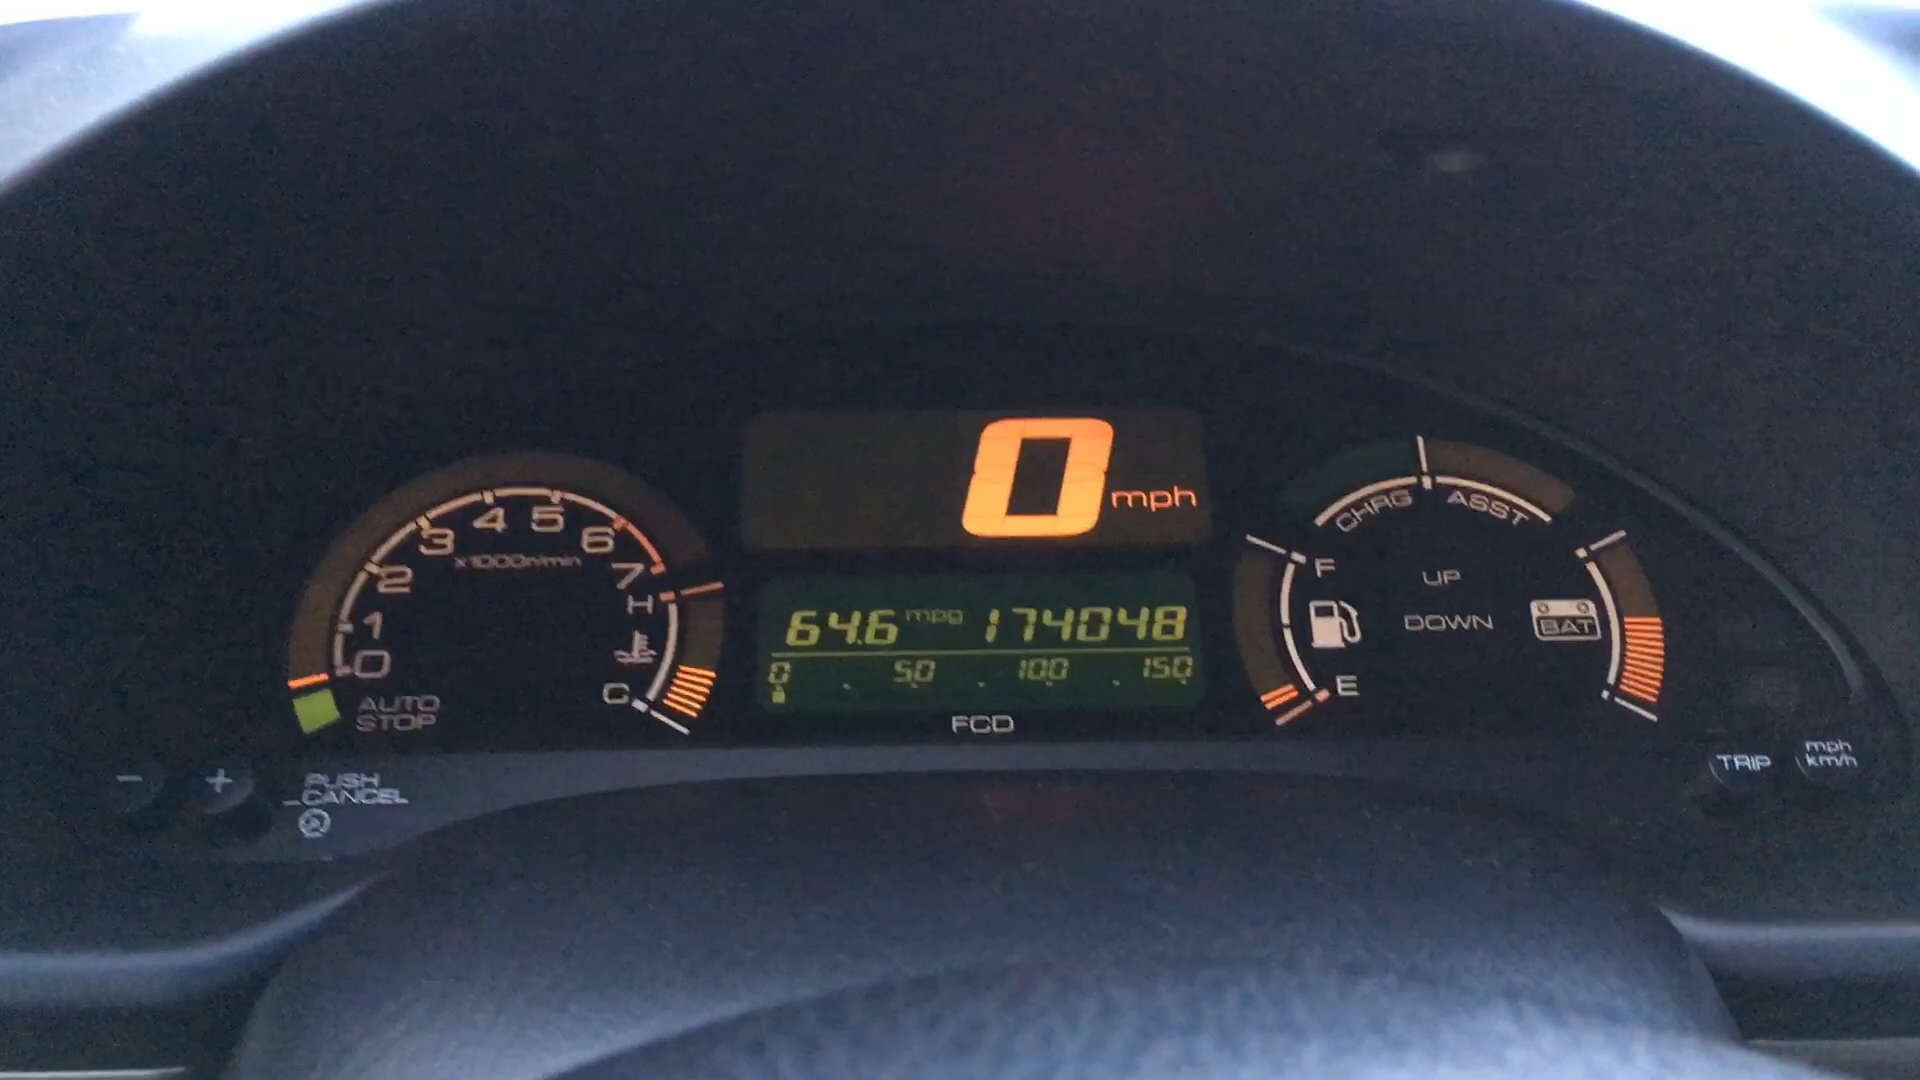 0 mph
0 1 2 3 4 5 6 7
x1000r/min
AUTO
STOP
H
C
64.6 mpg 174048
0 50 100 150
FCD
CHRG ASST
F
E
UP
DOWN
BAT
- +
PUSH
CANCEL
TRIP
mph
km/h